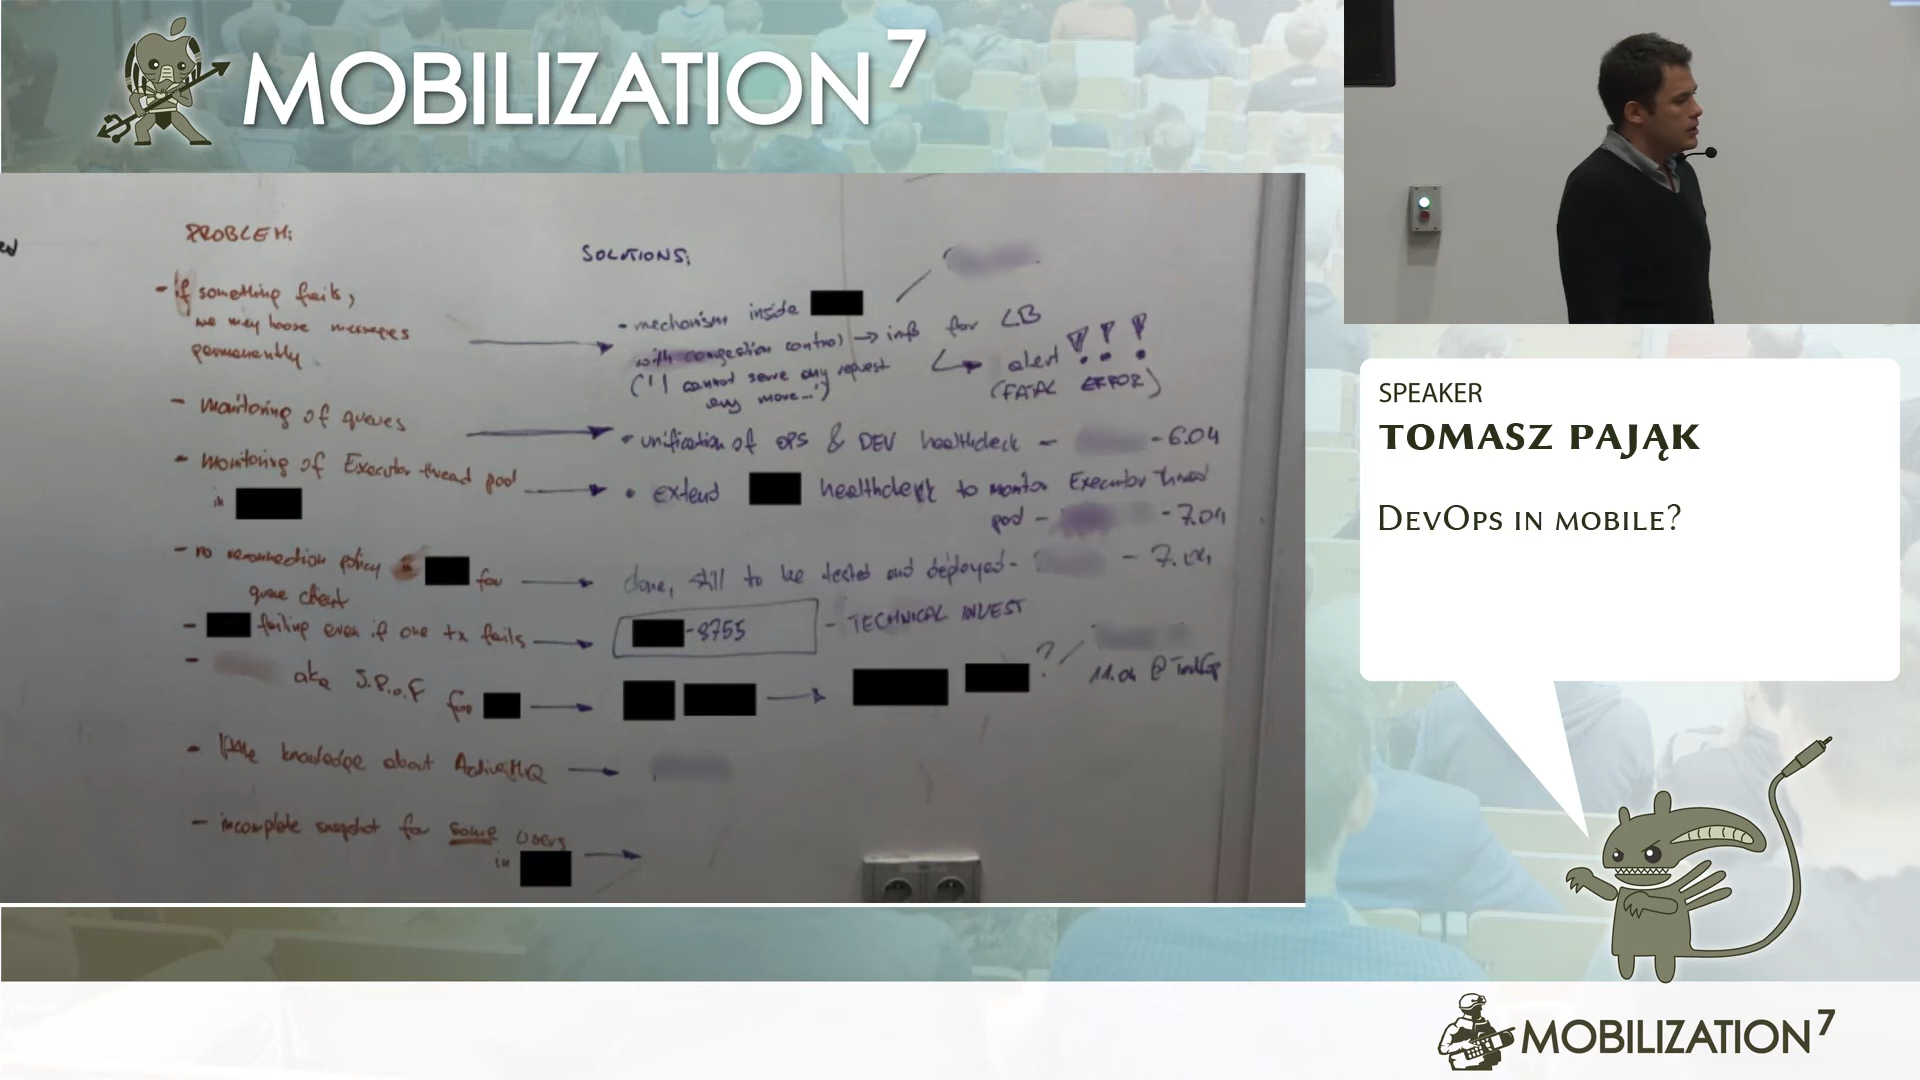 MOBILIZATION 7
PROBLEM:
- if something fails,
we may loose messages
permanently.
- monitoring of queues
- monitoring of Executor thread pool
in
- no reconnection policy
for
queue client
- failing even if one tx fails
- aka S.P.o.F
for
- little knowledge about ActiveMQ
- incomplete snapshot for some users
in
SOLUTIONS:
- mechanism inside
with congestion control → info for LB
('I cannot serve any request
any more...')
alert !!!
(FATAL ERROR)
• unification of OPS & DEV healthcheck - - 6.04
• extend healthcheck to monitor Executor thread
pool - - 7.04
done, still to be tested and deployed - - 7.04
-8755 - TECHNICAL INVEST
?
11.04 @
SPEAKER
TOMASZ PAJĄK
DEVOPS IN MOBILE?
MOBILIZATION 7